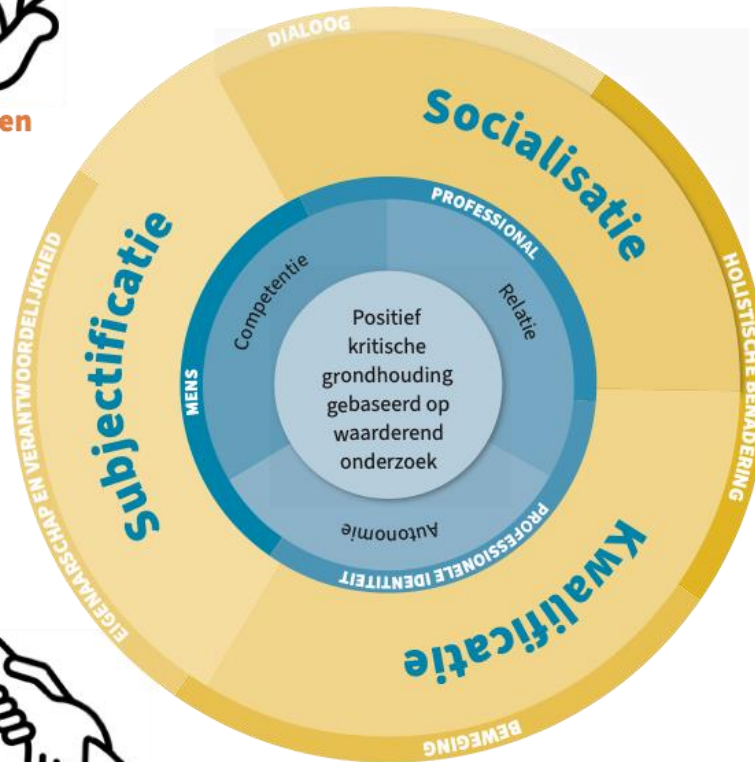 en
DIALOOG
Socialisatie
HOLISTISCHE BENADERING
Kwalificatie
BEWEGING
EIGENAARSCHAP EN VERANTWOORDELIJKHEID
Subjectificatie
PROFESSIONAL
MENS
PROFESSIONELE IDENTITEIT
Competentie
Relatie
Autonomie
Positief
kritische
grondhouding
gebaseerd op
waarderend
onderzoek